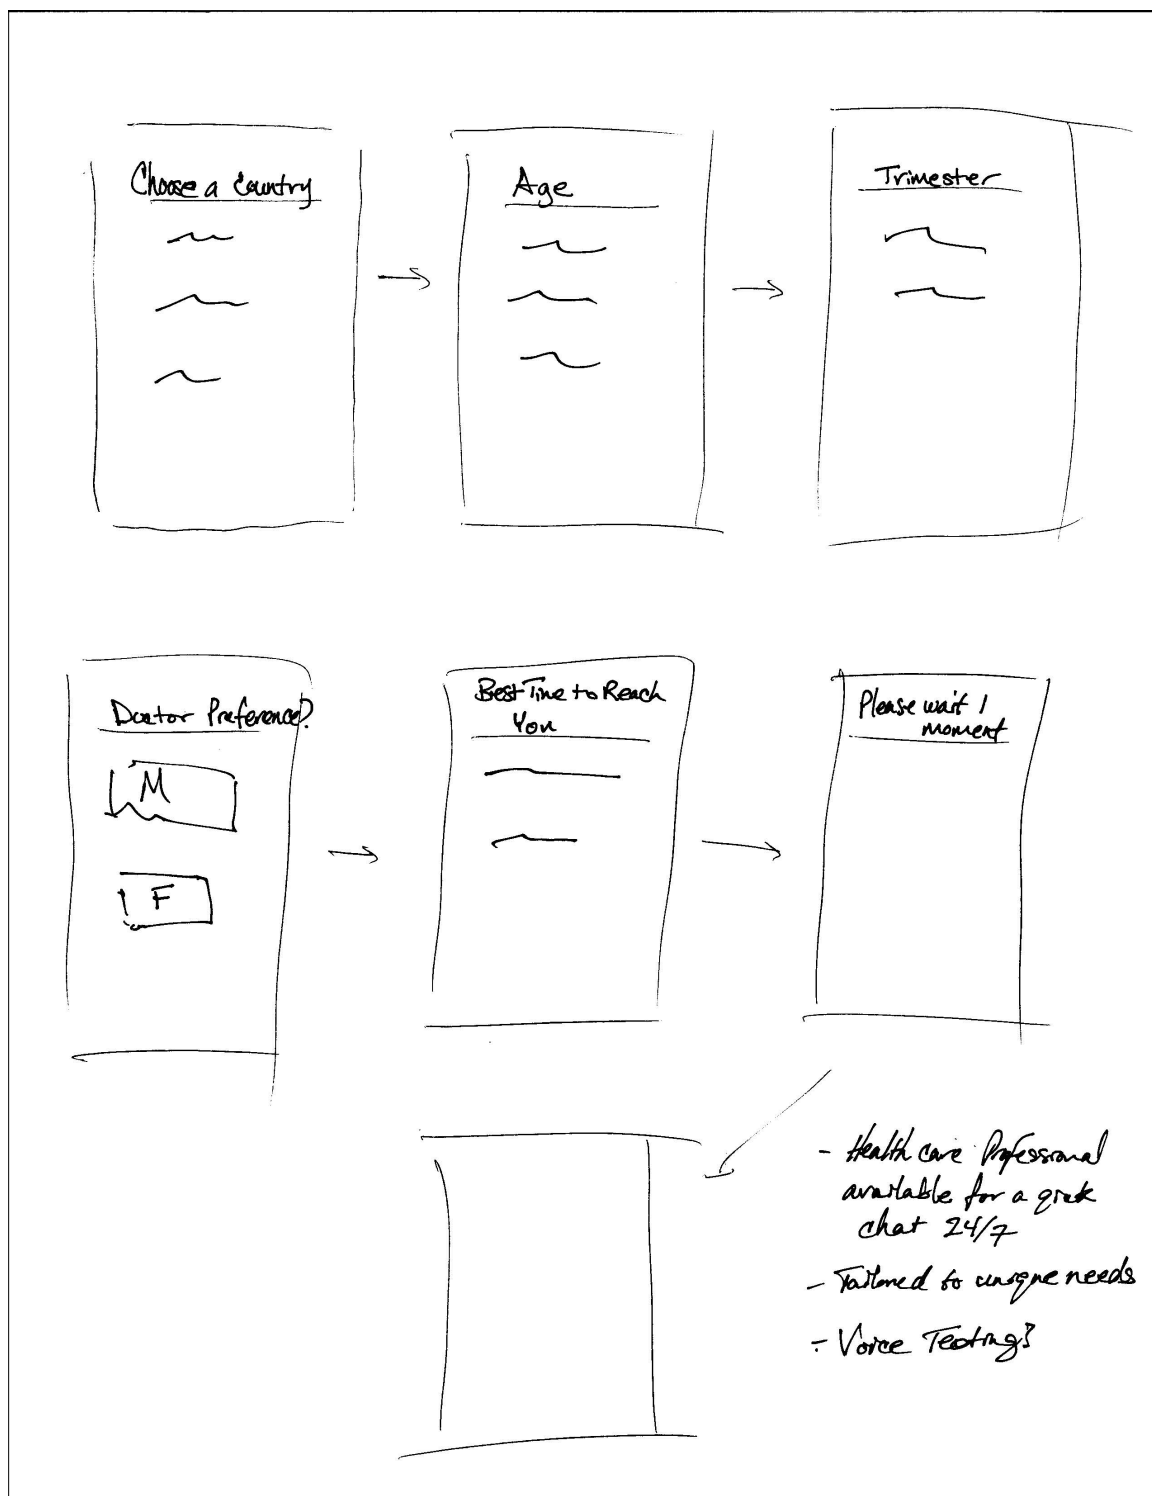 Choose a Country
Age
Trimester
Doctor Preference?
M
F
Best Time to Reach
You
Please wait 1
moment
- Health care Professional
available for a quick
chat 24/7
- Tailored to unique needs
- Voice Texting?